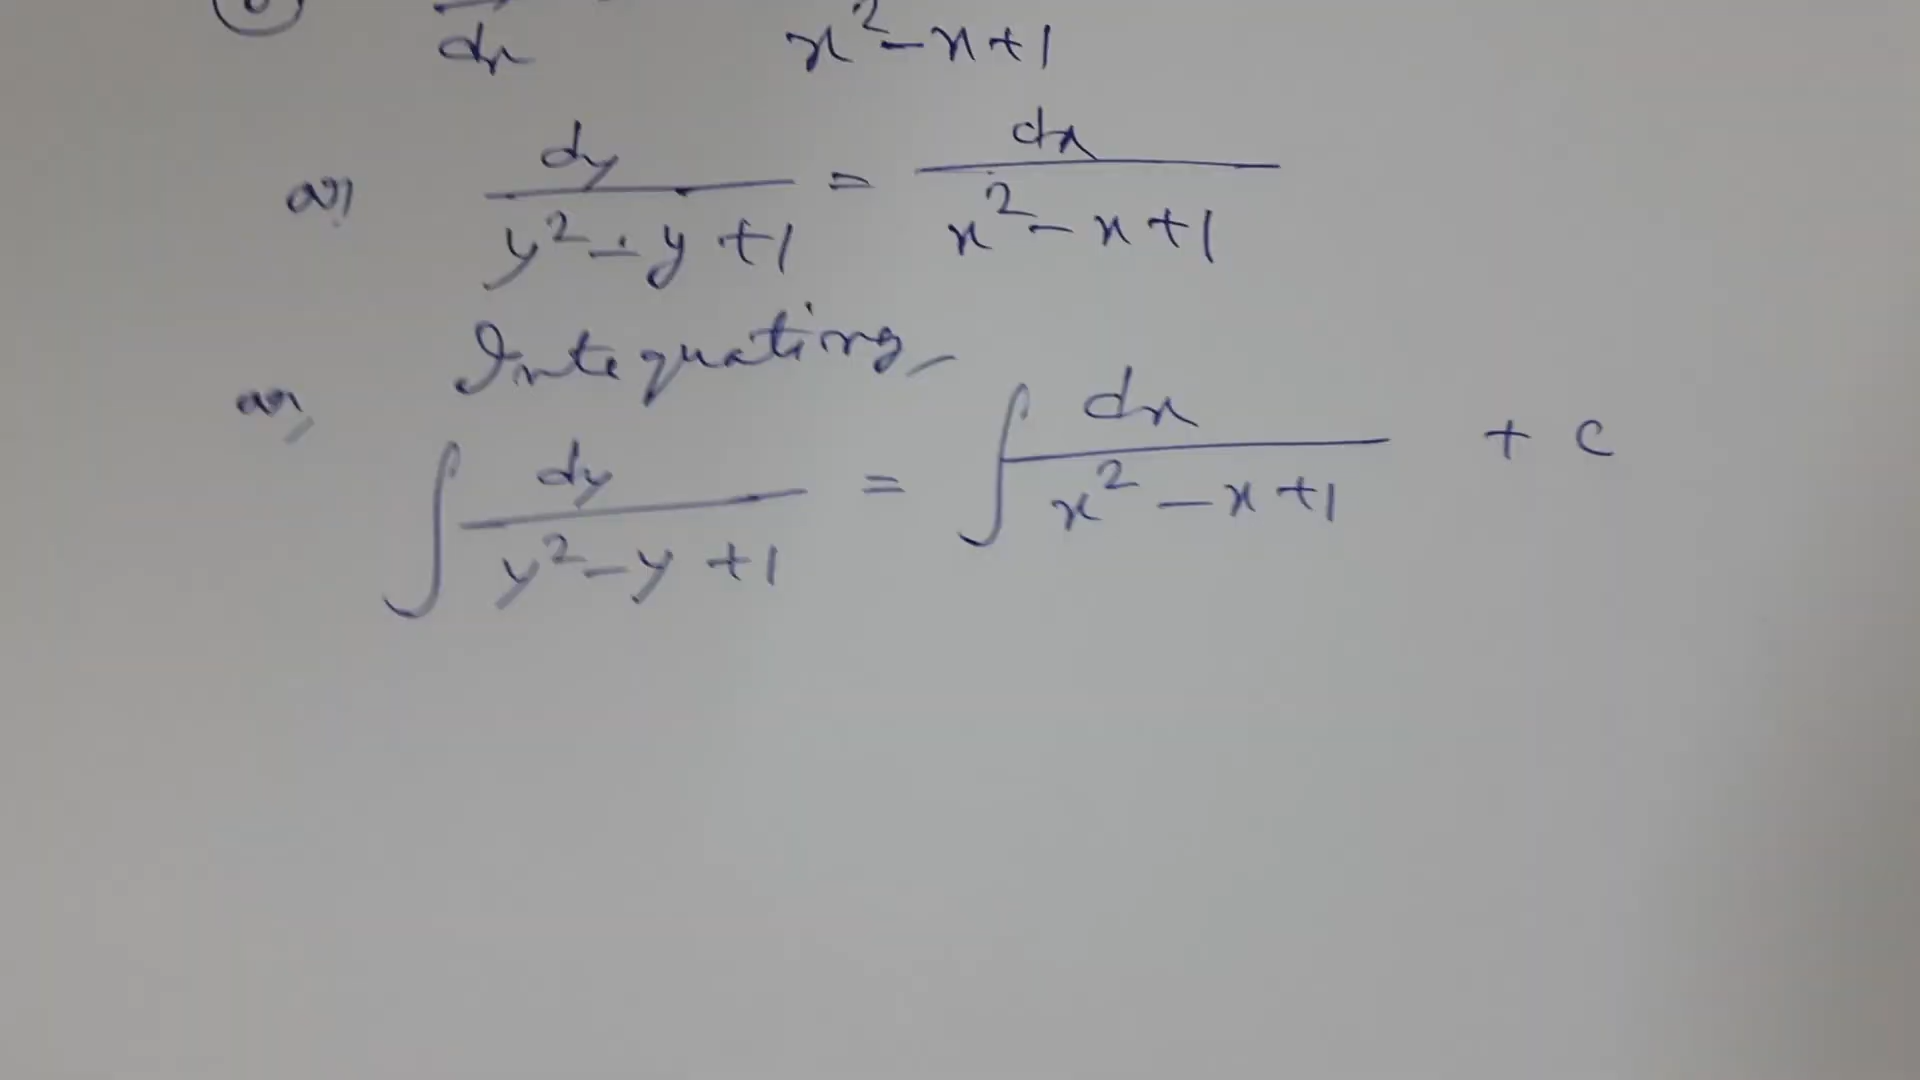 dx x² - x + 1
or, dy / (y² - y + 1) = dx / (x² - x + 1)
Integrating,
or, ∫ dy / (y² - y + 1) = ∫ dx / (x² - x + 1) + c